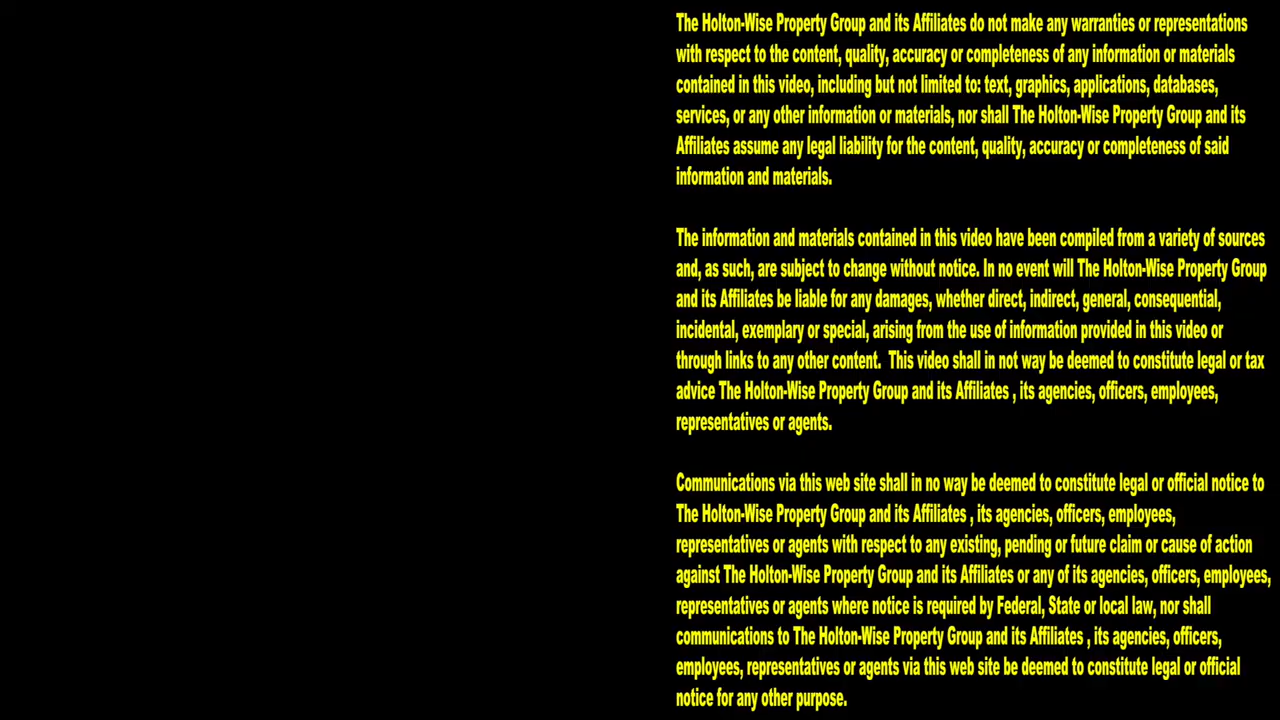 The Holton-Wise Property Group and its Affiliates do not make any warranties or representations
with respect to the content, quality, accuracy or completeness of any information or materials
contained in this video, including but not limited to: text, graphics, applications, databases,
services, or any other information or materials, nor shall The Holton-Wise Property Group and its
Affiliates assume any legal liability for the content, quality, accuracy or completeness of said
information and materials.
The information and materials contained in this video have been compiled from a variety of sources
and, as such, are subject to change without notice. In no event will The Holton-Wise Property Group
and its Affiliates be liable for any damages, whether direct, indirect, general, consequential,
incidental, exemplary or special, arising from the use of information provided in this video or
through links to any other content.  This video shall in not way be deemed to constitute legal or tax
advice The Holton-Wise Property Group and its Affiliates , its agencies, officers, employees,
representatives or agents.
Communications via this web site shall in no way be deemed to constitute legal or official notice to
The Holton-Wise Property Group and its Affiliates , its agencies, officers, employees,
representatives or agents with respect to any existing, pending or future claim or cause of action
against The Holton-Wise Property Group and its Affiliates or any of its agencies, officers, employees,
representatives or agents where notice is required by Federal, State or local law, nor shall
communications to The Holton-Wise Property Group and its Affiliates , its agencies, officers,
employees, representatives or agents via this web site be deemed to constitute legal or official
notice for any other purpose.